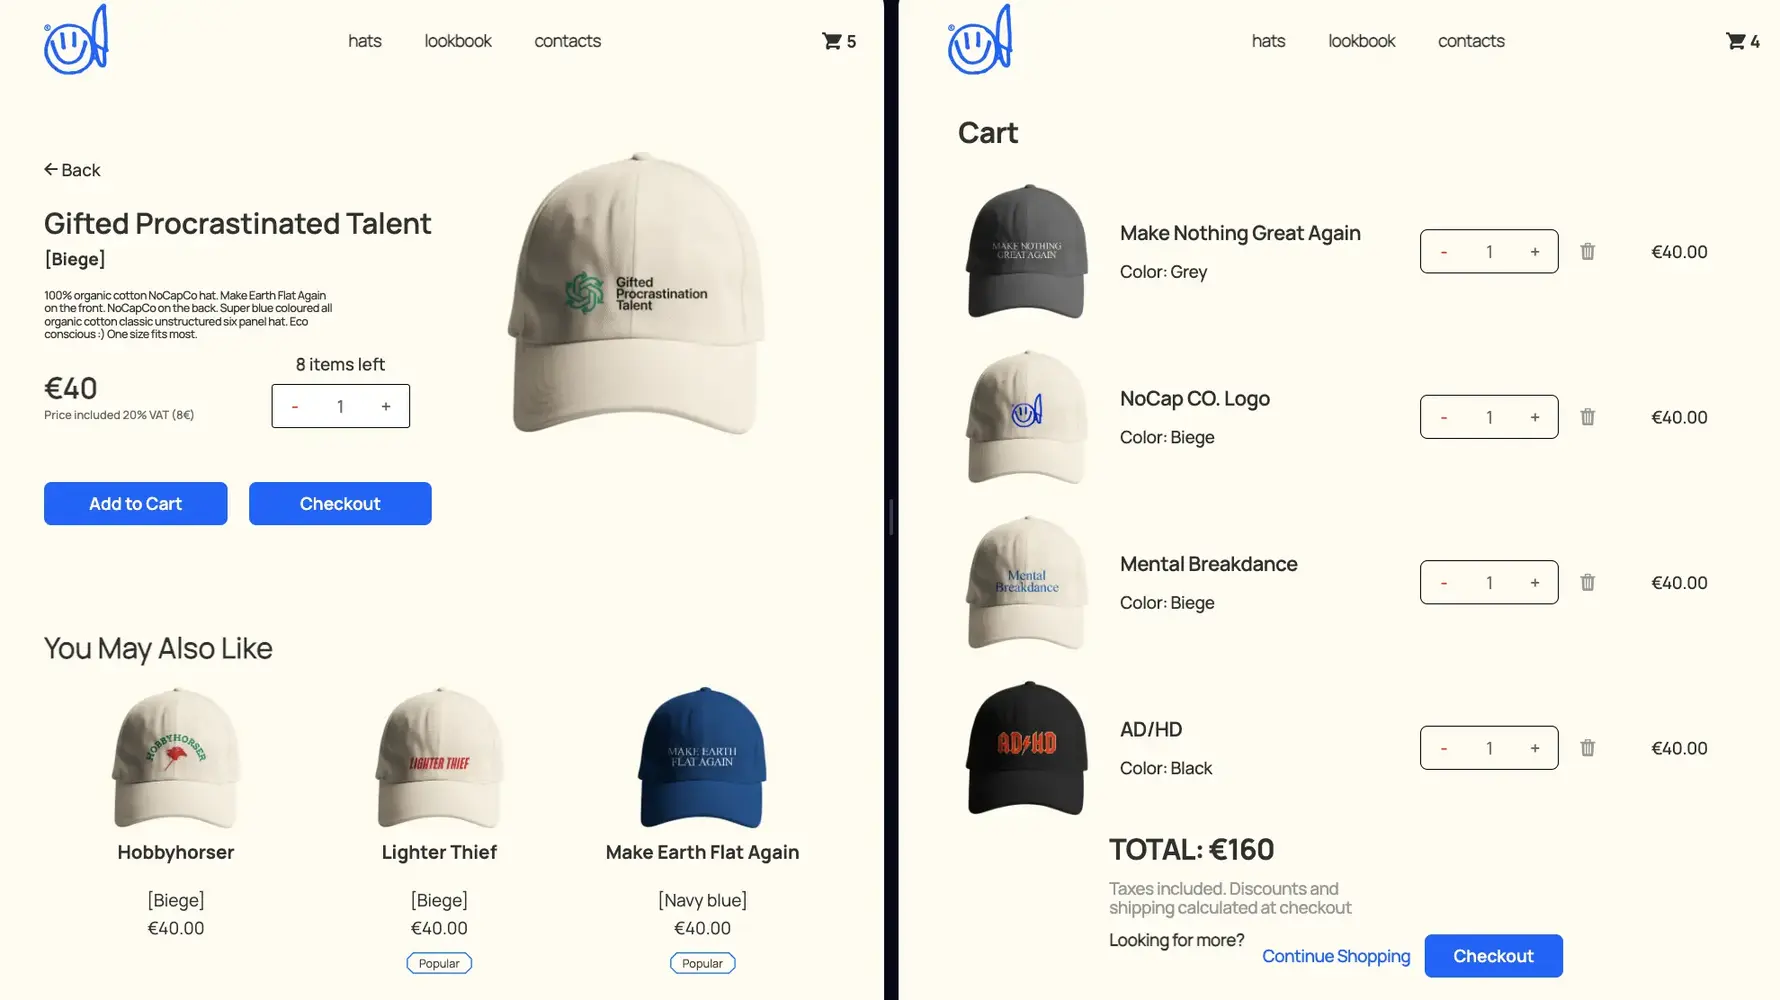 hats
lookbook
contacts
5
← Back
Gifted Procrastinated Talent
[Biege]
100% organic cotton NoCapCo hat. Make Earth Flat Again
on the front. NoCapCo on the back. Super blue coloured all
organic cotton classic unstructured six panel hat. Eco
conscious :) One size fits most.
€40
Price included 20% VAT (8€)
8 items left
- 1 +
Add to Cart
Checkout
Gifted
Procrastination
Talent
You May Also Like
HOBBYHORSER
Hobbyhorser
[Biege]
€40.00
LIGHTER THIEF
Lighter Thief
[Biege]
€40.00
Popular
MAKE EARTH
FLAT AGAIN
Make Earth Flat Again
[Navy blue]
€40.00
Popular
hats
lookbook
contacts
4
Cart
MAKE NOTHING
GREAT AGAIN
Make Nothing Great Again
Color: Grey
- 1 +
€40.00
NoCap CO. Logo
Color: Biege
- 1 +
€40.00
Mental
Breakdance
Mental Breakdance
Color: Biege
- 1 +
€40.00
AD/HD
AD/HD
Color: Black
- 1 +
€40.00
TOTAL: €160
Taxes included. Discounts and
shipping calculated at checkout
Looking for more?
Continue Shopping
Checkout